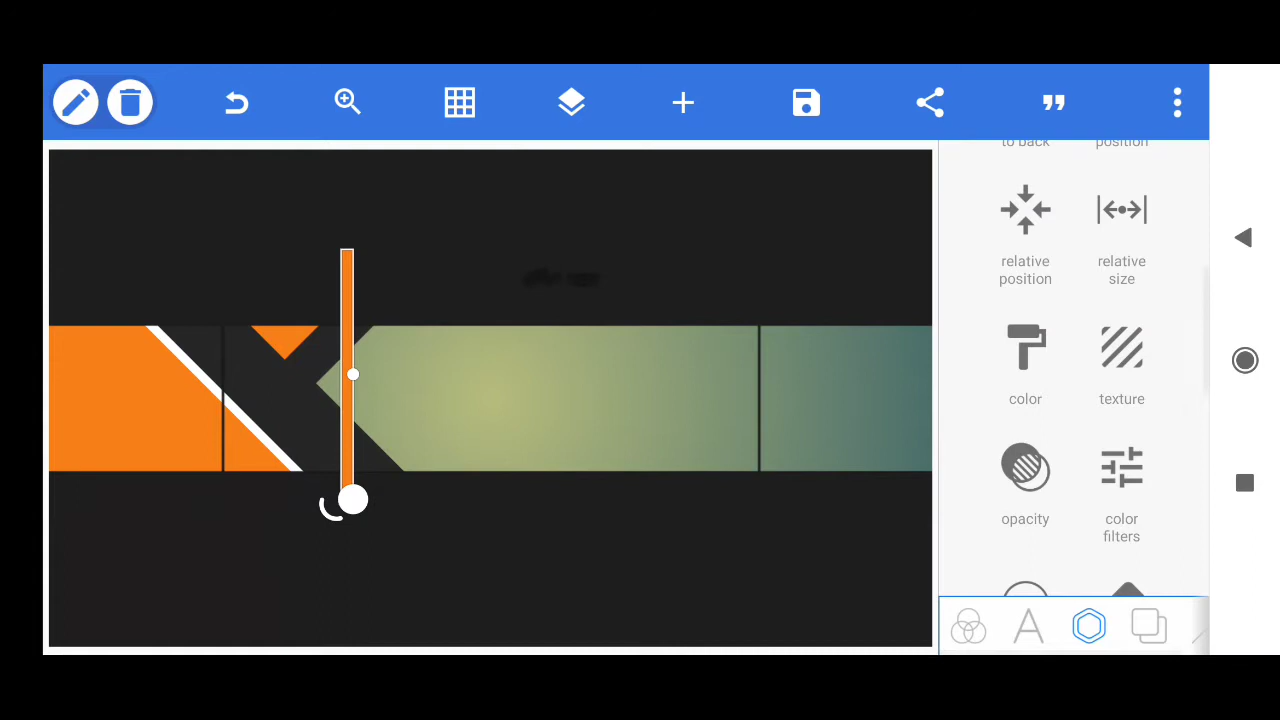 to back
position
relative position
relative size
color
texture
opacity
color filters